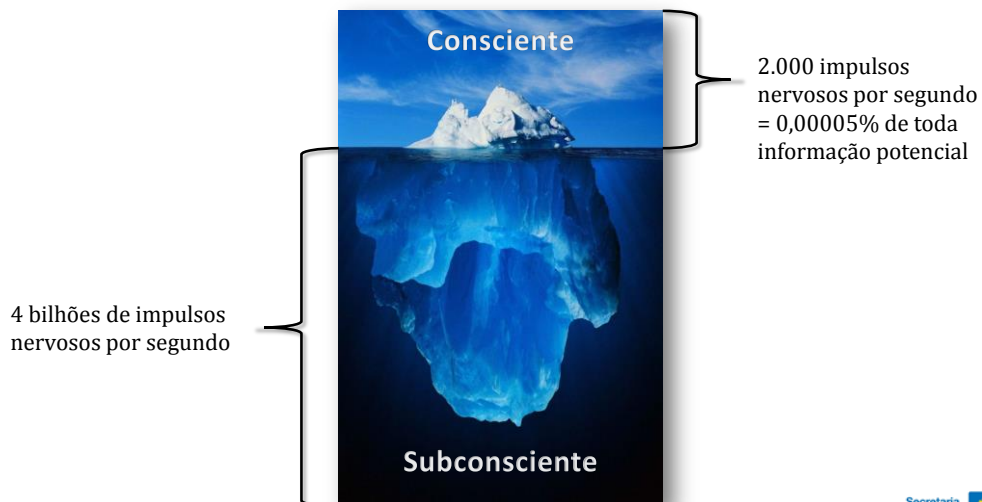 Consciente
2.000 impulsos
nervosos por segundo
= 0,00005% de toda
informação potencial
4 bilhões de impulsos
nervosos por segundo
Subconsciente
Secretaria